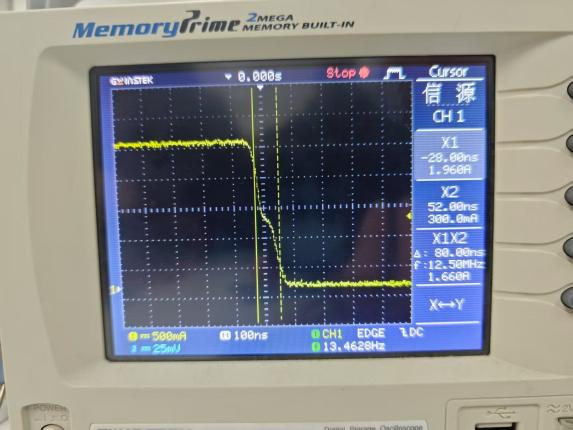 MemoryPrime 2MEGA
MEMORY BUILT-IN
GWINSTEK
0.000s
Stop
Cursor
信 源
CH 1
X1
-28.00ns
1.960A
X2
52.00ns
300.0mA
X1X2
Δ: 80.00ns
f:12.50MHz
1.660A
X↔Y
1
1 500mA
100ns
CH1 EDGE DC
2 25mV
13.4628Hz
POWER
Digital Storage Oscilloscope